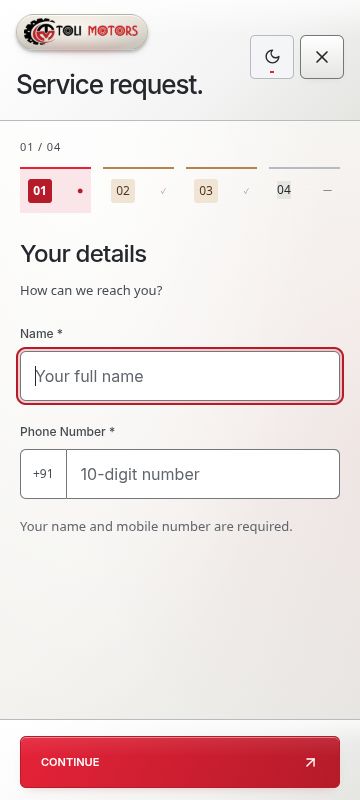 TOLI MOTORS
Service request.
01 / 04
01
02 ✓
03 ✓
04 —
Your details
How can we reach you?
Name *
Your full name
Phone Number *
+91 10-digit number
Your name and mobile number are required.
CONTINUE